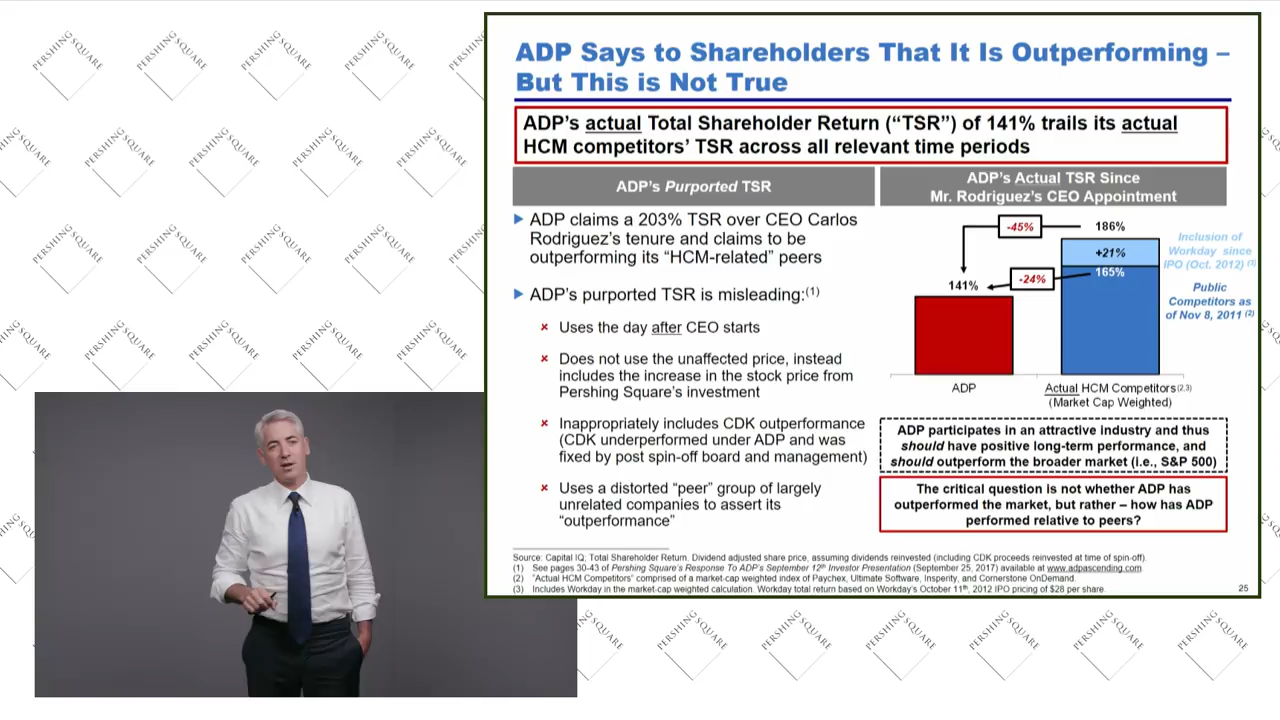 PERSHING SQUARE
ADP Says to Shareholders That It Is Outperforming –
But This is Not True
ADP's actual Total Shareholder Return ("TSR") of 141% trails its actual
HCM competitors' TSR across all relevant time periods
ADP's Purported TSR
ADP claims a 203% TSR over CEO Carlos
Rodriguez's tenure and claims to be
outperforming its "HCM-related" peers
ADP's purported TSR is misleading:(1)
Uses the day after CEO starts
Does not use the unaffected price, instead
includes the increase in the stock price from
Pershing Square's investment
Inappropriately includes CDK outperformance
(CDK underperformed under ADP and was
fixed by post spin-off board and management)
Uses a distorted "peer" group of largely
unrelated companies to assert its
"outperformance"
ADP's Actual TSR Since
Mr. Rodriguez's CEO Appointment
-45%
186%
+21%
-24%
165%
141%
Inclusion of
Workday since
IPO (Oct. 2012) (3)
Public
Competitors as
of Nov 8, 2011 (2)
ADP
Actual HCM Competitors(2,3)
(Market Cap Weighted)
ADP participates in an attractive industry and thus
should have positive long-term performance, and
should outperform the broader market (i.e., S&P 500)
The critical question is not whether ADP has
outperformed the market, but rather – how has ADP
performed relative to peers?
Source: Capital IQ; Total Shareholder Return. Dividend adjusted share price, assuming dividends reinvested (including CDK proceeds reinvested at time of spin-off).
(1) See pages 30-43 of Pershing Square's Response To ADP's September 12th Investor Presentation (September 25, 2017) available at www.adpascending.com.
(2) "Actual HCM Competitors" comprised of a market-cap weighted index of Paychex, Ultimate Software, Insperity, and Cornerstone OnDemand.
(3) Includes Workday in the market-cap weighted calculation. Workday total return based on Workday's October 11th, 2012 IPO pricing of $28 per share.
25